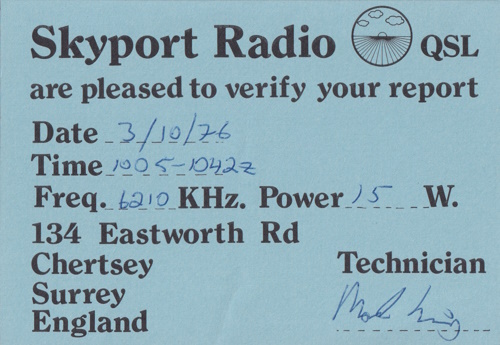 Skyport Radio QSL
are pleased to verify your report
Date 3/10/76
Time 1005-1042z
Freq. 6210 KHz. Power 15 W.
134 Eastworth Rd
Chertsey Technician
Surrey
England